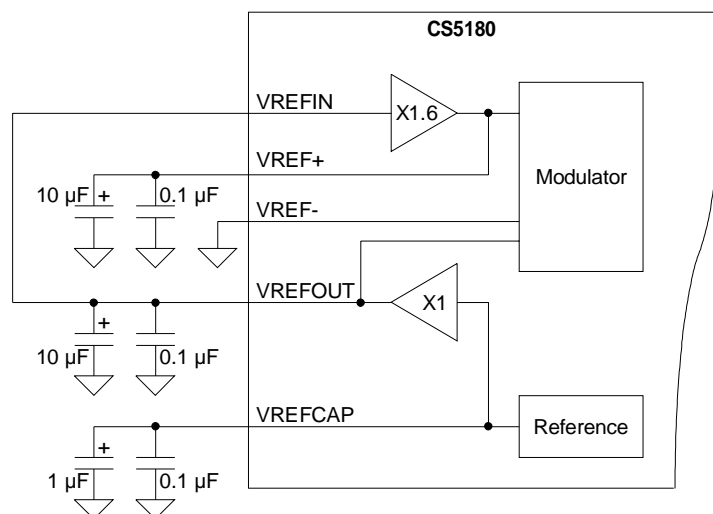 CS5180
VREFIN
X1.6
VREF+
10 µF + 0.1 µF
Modulator
VREF-
VREFOUT
X1
+
10 µF 0.1 µF
VREFCAP
Reference
+
1 µF 0.1 µF